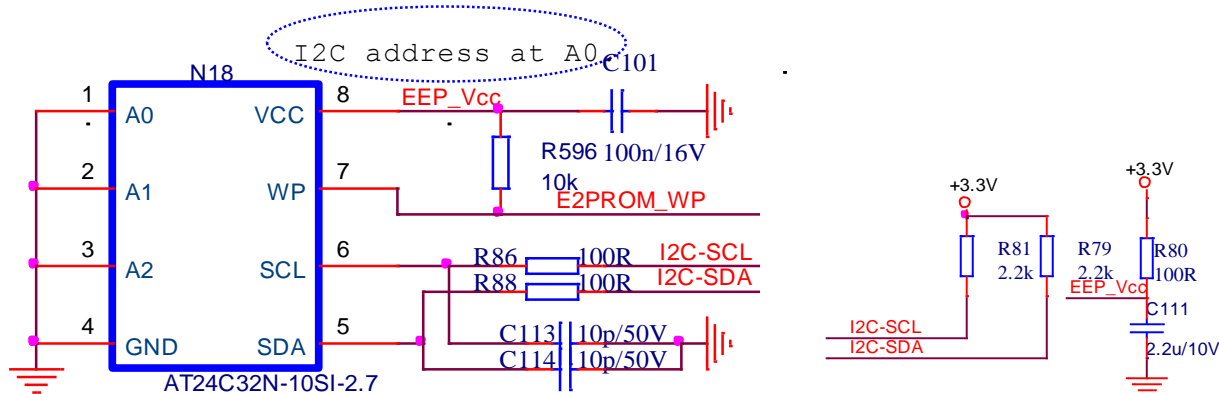 I2C address at A0
N18
C101
1
A0
VCC
8
EEP_Vcc
R596
10k
100n/16V
2
A1
WP
7
E2PROM_WP
3
A2
SCL
6
R86
100R
I2C-SCL
R88
100R
I2C-SDA
4
GND
SDA
5
C113
10p/50V
C114
10p/50V
AT24C32N-10SI-2.7
+3.3V
+3.3V
R81
2.2k
R79
2.2k
R80
100R
EEP_Vcc
C111
2.2u/10V
I2C-SCL
I2C-SDA